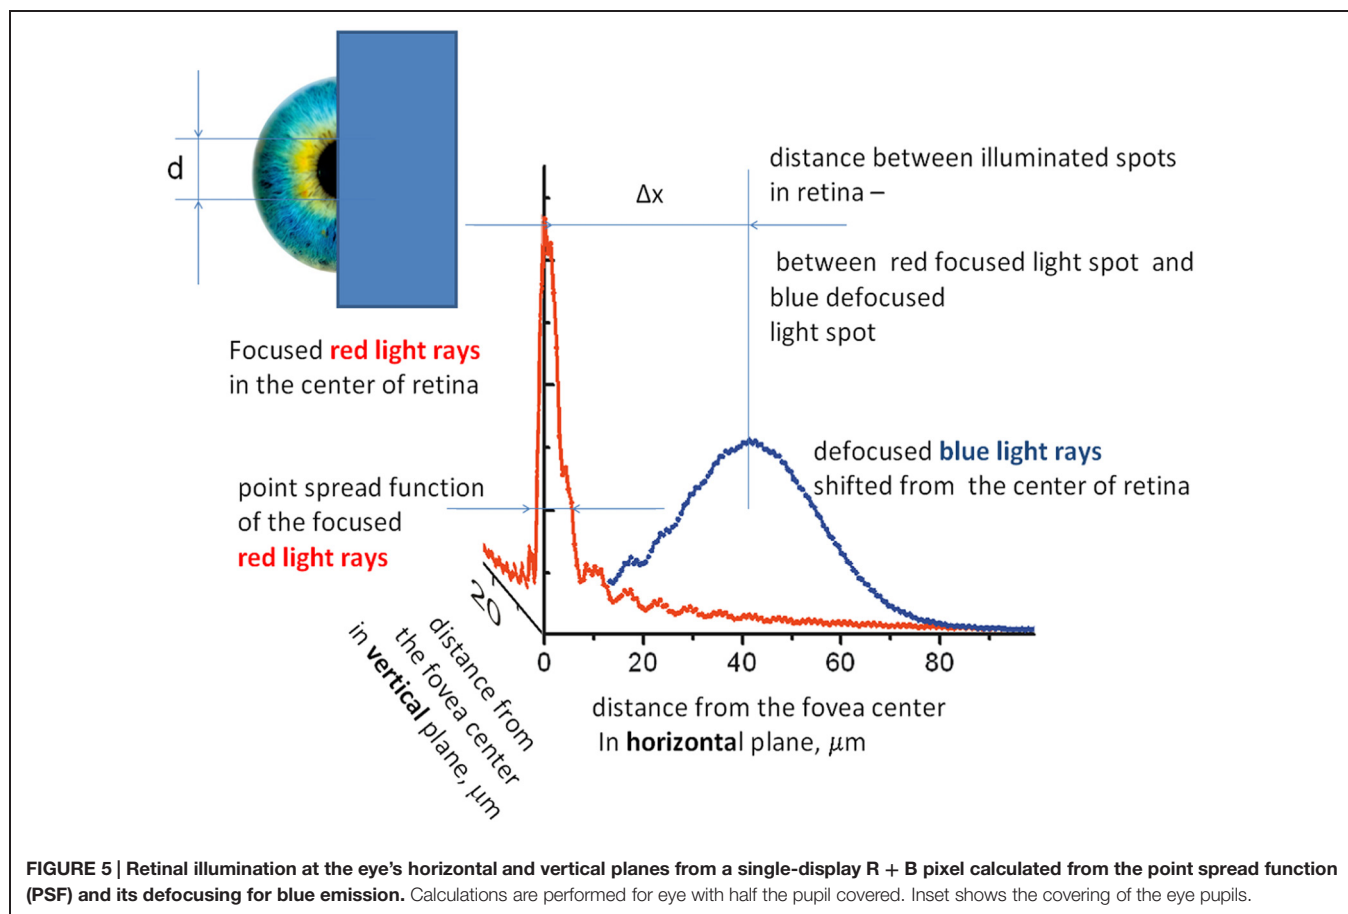 d
Δx
distance between illuminated spots
in retina –
between red focused light spot and
blue defocused
light spot
Focused red light rays
in the center of retina
point spread function
of the focused
red light rays
defocused blue light rays
shifted from the center of retina
20
distance from
the fovea center
in vertical plane, μm
0 20 40 60 80
distance from the fovea center
In horizontal plane, μm
FIGURE 5 | Retinal illumination at the eye’s horizontal and vertical planes from a single-display R + B pixel calculated from the point spread function
(PSF) and its defocusing for blue emission. Calculations are performed for eye with half the pupil covered. Inset shows the covering of the eye pupils.